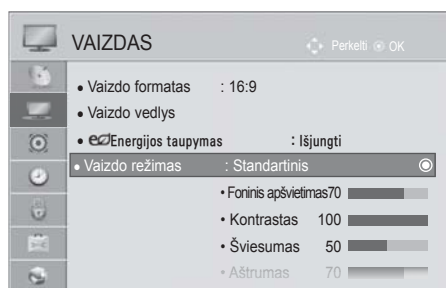 VAIZDAS
Perkelti OK
• Vaizdo formatas : 16:9
• Vaizdo vedlys
• eco Energijos taupymas : Išjungti
• Vaizdo režimas : Standartinis
• Foninis apšvietimas70
• Kontrastas 100
• Šviesumas 50
• Aštrumas 70